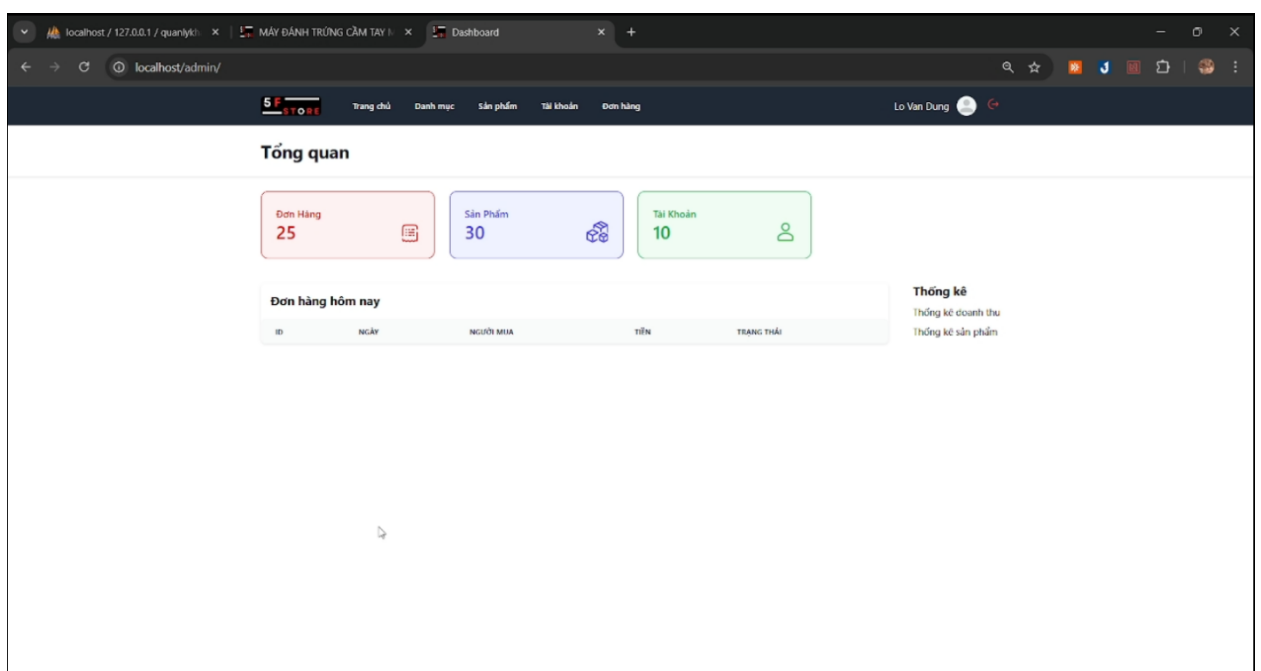 localhost / 127.0.0.1 / quanlykh
MÁY ĐÁNH TRỨNG CẦM TAY
Dashboard
localhost/admin/
5F STORE
Trang chủ Danh mục Sản phẩm Tài khoản Đơn hàng
Lo Van Dung
Tổng quan
Đơn Hàng
25
Sản Phẩm
30
Tài Khoản
10
Đơn hàng hôm nay
ID NGÀY NGƯỜI MUA TIỀN TRẠNG THÁI
Thống kê
Thống kê doanh thu
Thống kê sản phẩm